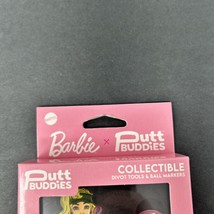 Barbie × Putt BUDDIES
Putt BUDDIES
COLLECTIBLE
DIVOT TOOLS & BALL MARKERS